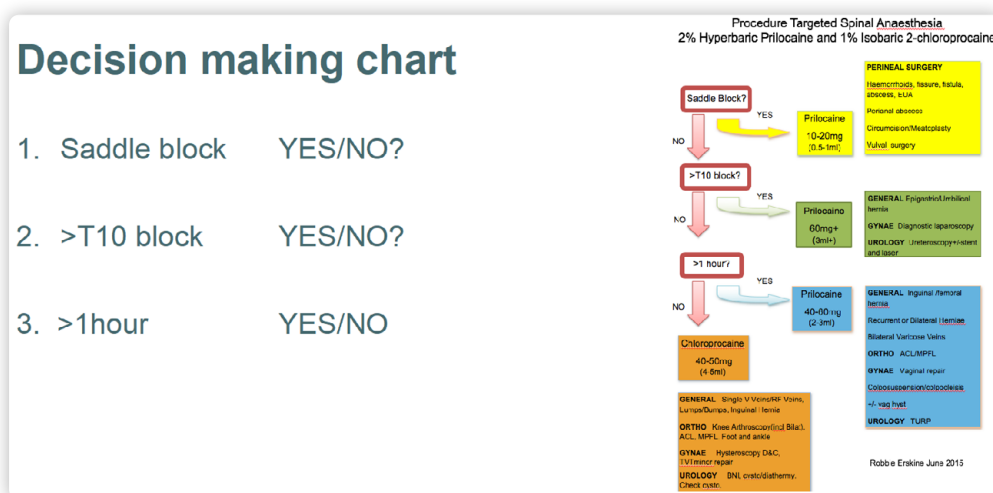 Decision making chart
1. Saddle block YES/NO?
2. >T10 block YES/NO?
3. >1hour YES/NO
Procedure Targeted Spinal Anaesthesia
2% Hyperbaric Prilocaine and 1% Isobaric 2-chloroprocaine
Saddle Block?
YES
NO
Prilocaine
10-20mg
(0.5-1ml)
PERINEAL SURGERY
Haemorrhoids, fissure, fistula,
abscess, EUA
Perianal abscess
Circumcision/Meatoplasty
Vulval surgery
>T10 block?
YES
NO
Prilocaine
60mg+
(3ml+)
GENERAL Epigastric/Umbilical
hernia
GYNAE Diagnostic laparoscopy
UROLOGY Ureteroscopy+/-stent
and laser
>1 hour?
YES
NO
Prilocaine
40-60mg
(2-3ml)
GENERAL Inguinal /femoral
hernia
Recurrent or Bilateral Herniae
Bilateral Varicose Veins
ORTHO ACL/MPFL
GYNAE Vaginal repair
Colposuspension/colpocleisis
+/- vag hyst
UROLOGY TURP
Chloroprocaine
40-50mg
(4-5ml)
GENERAL Single V Veins/RF Veins,
Lumps/Bumps, Inguinal Hernia
ORTHO Knee Arthroscopy(incl Bilat),
ACL, MPFL Foot and ankle
GYNAE Hysteroscopy D&C,
TVT minor repair
UROLOGY BNI, cysto/diathermy,
Check cysto.
Robbie Erskine June 2015